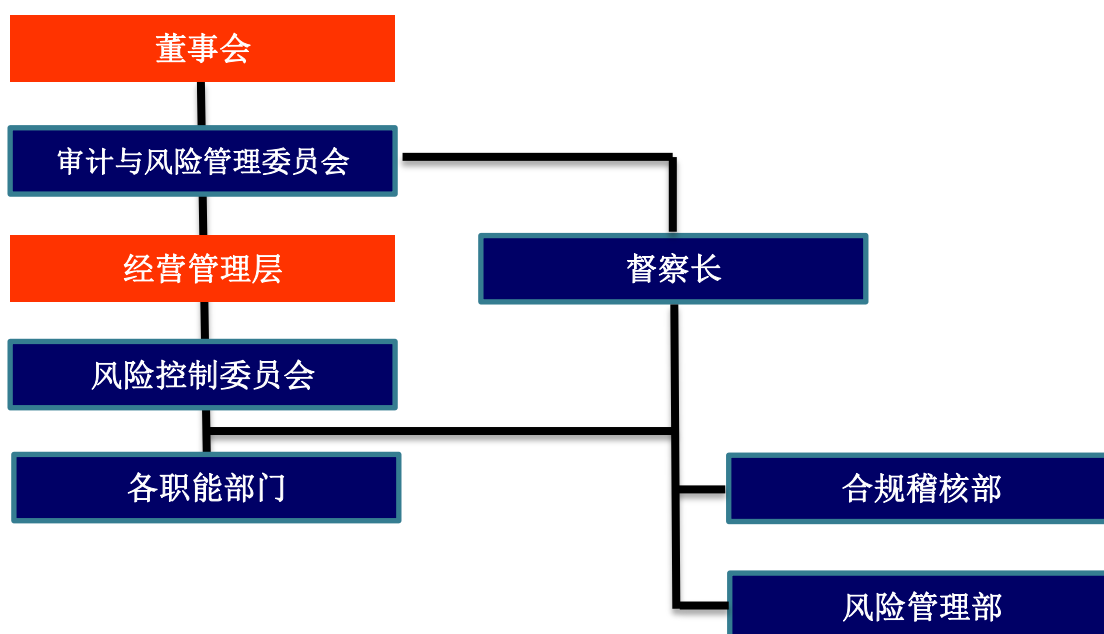 董事会
审计与风险管理委员会
经营管理层
督察长
风险控制委员会
各职能部门
合规稽核部
风险管理部